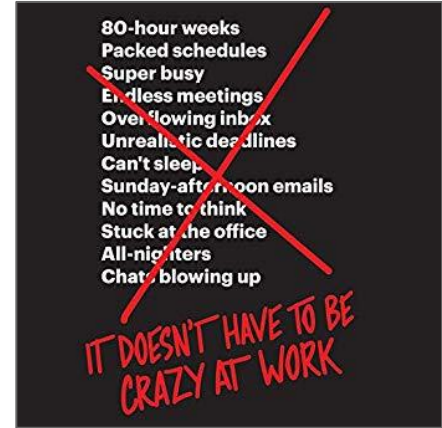 80-hour weeks
Packed schedules
Super busy
Endless meetings
Overflowing inbox
Unrealistic deadlines
Can't sleep
Sunday-afternoon emails
No time to think
Stuck at the office
All-nighters
Chats blowing up
IT DOESN'T HAVE TO BE
CRAZY AT WORK